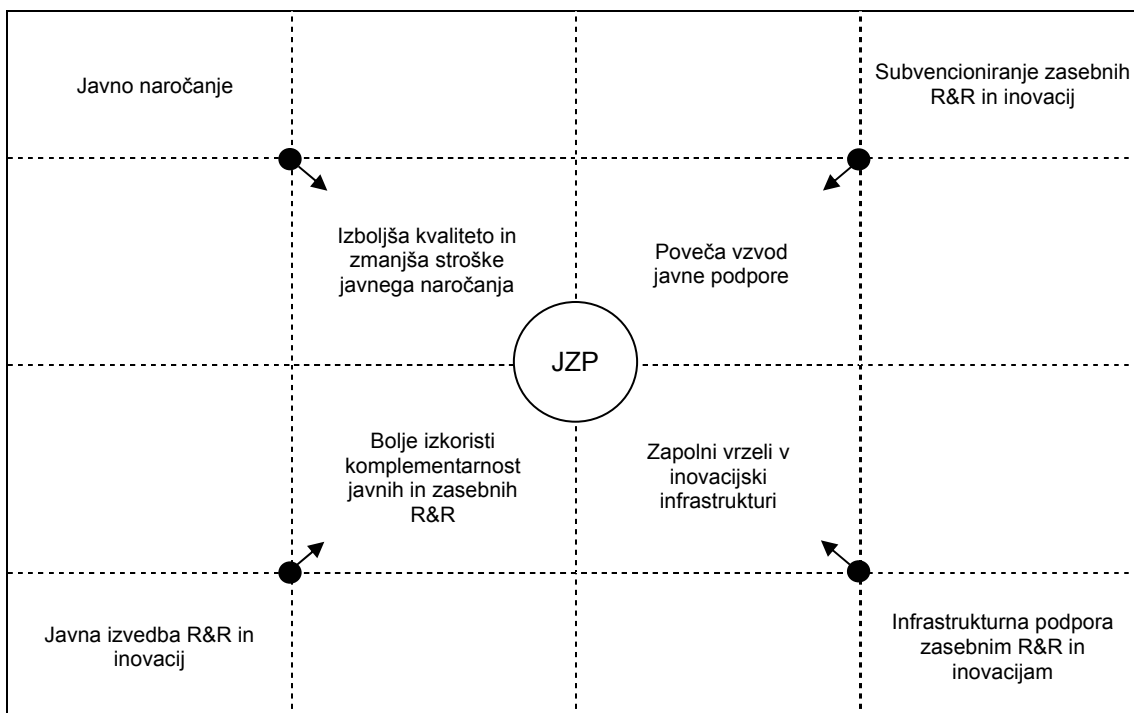 Javno naročanje
Subvencioniranje zasebnih
R&R in inovacij
Izboljša kvaliteto in
zmanjša stroške
javnega naročanja
Poveča vzvod
javne podpore
JZP
Bolje izkoristi
komplementarnost
javnih in zasebnih
R&R
Zapolni vrzeli v
inovacijski
infrastrukturi
Javna izvedba R&R in
inovacij
Infrastrukturna podpora
zasebnim R&R in
inovacijam